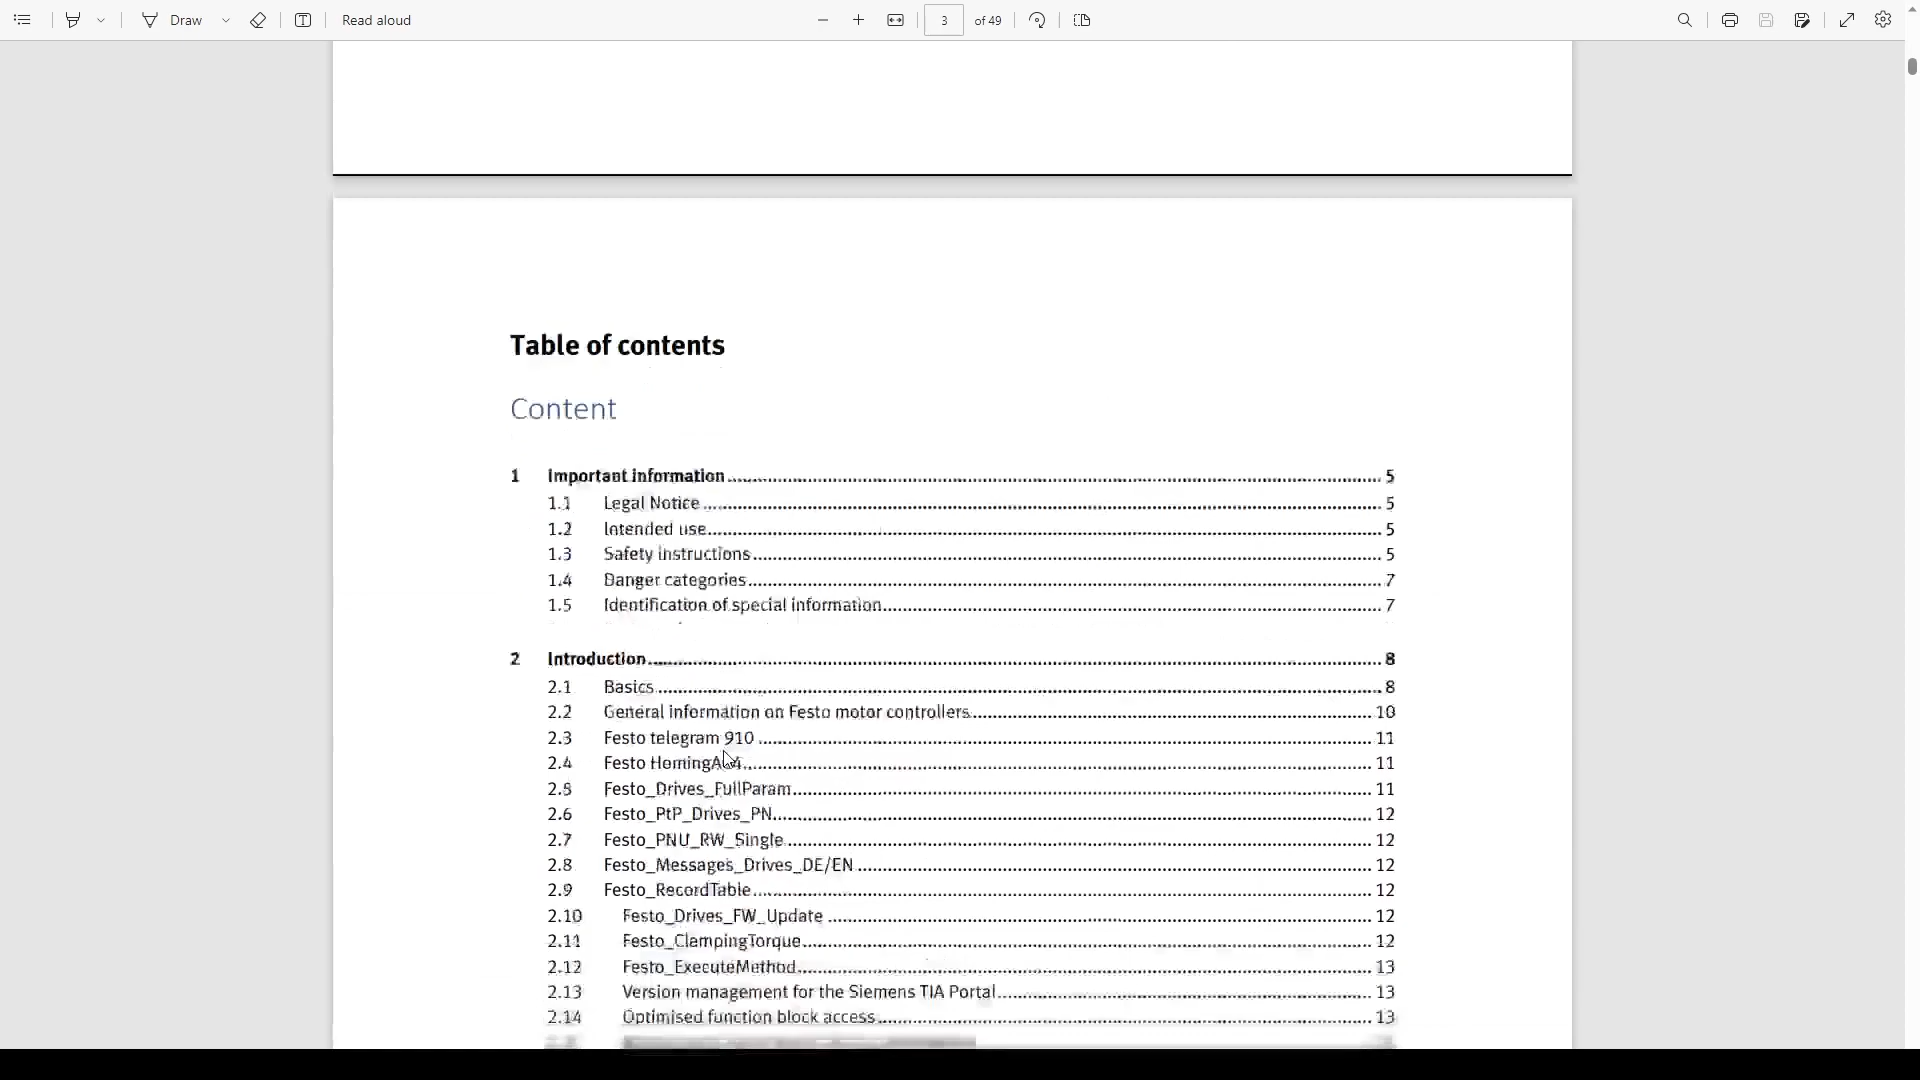 Draw
Read aloud
3 of 49
Table of contents
Content
1 Important information 5
1.1 Legal Notice 5
1.2 Intended use 5
1.3 Safety instructions 5
1.4 Danger categories 7
1.5 Identification of special information 7
2 Introduction 8
2.1 Basics 8
2.2 General information on Festo motor controllers 10
2.3 Festo telegram 910 11
2.4 Festo 11
2.5 Festo_Drives_FullParam 11
2.6 Festo_PtP_Drives_PN 12
2.7 Festo_PNU_RW_Single 12
2.8 Festo_Messages_Drives_DE/EN 12
2.9 Festo_RecordTable 12
2.10 Festo_Drives_FW_Update 12
2.11 Festo_ClampingTorque 12
2.12 Festo_ExecuteMethod 13
2.13 Version management for the Siemens TIA Portal 13
2.14 Optimised function block access 13